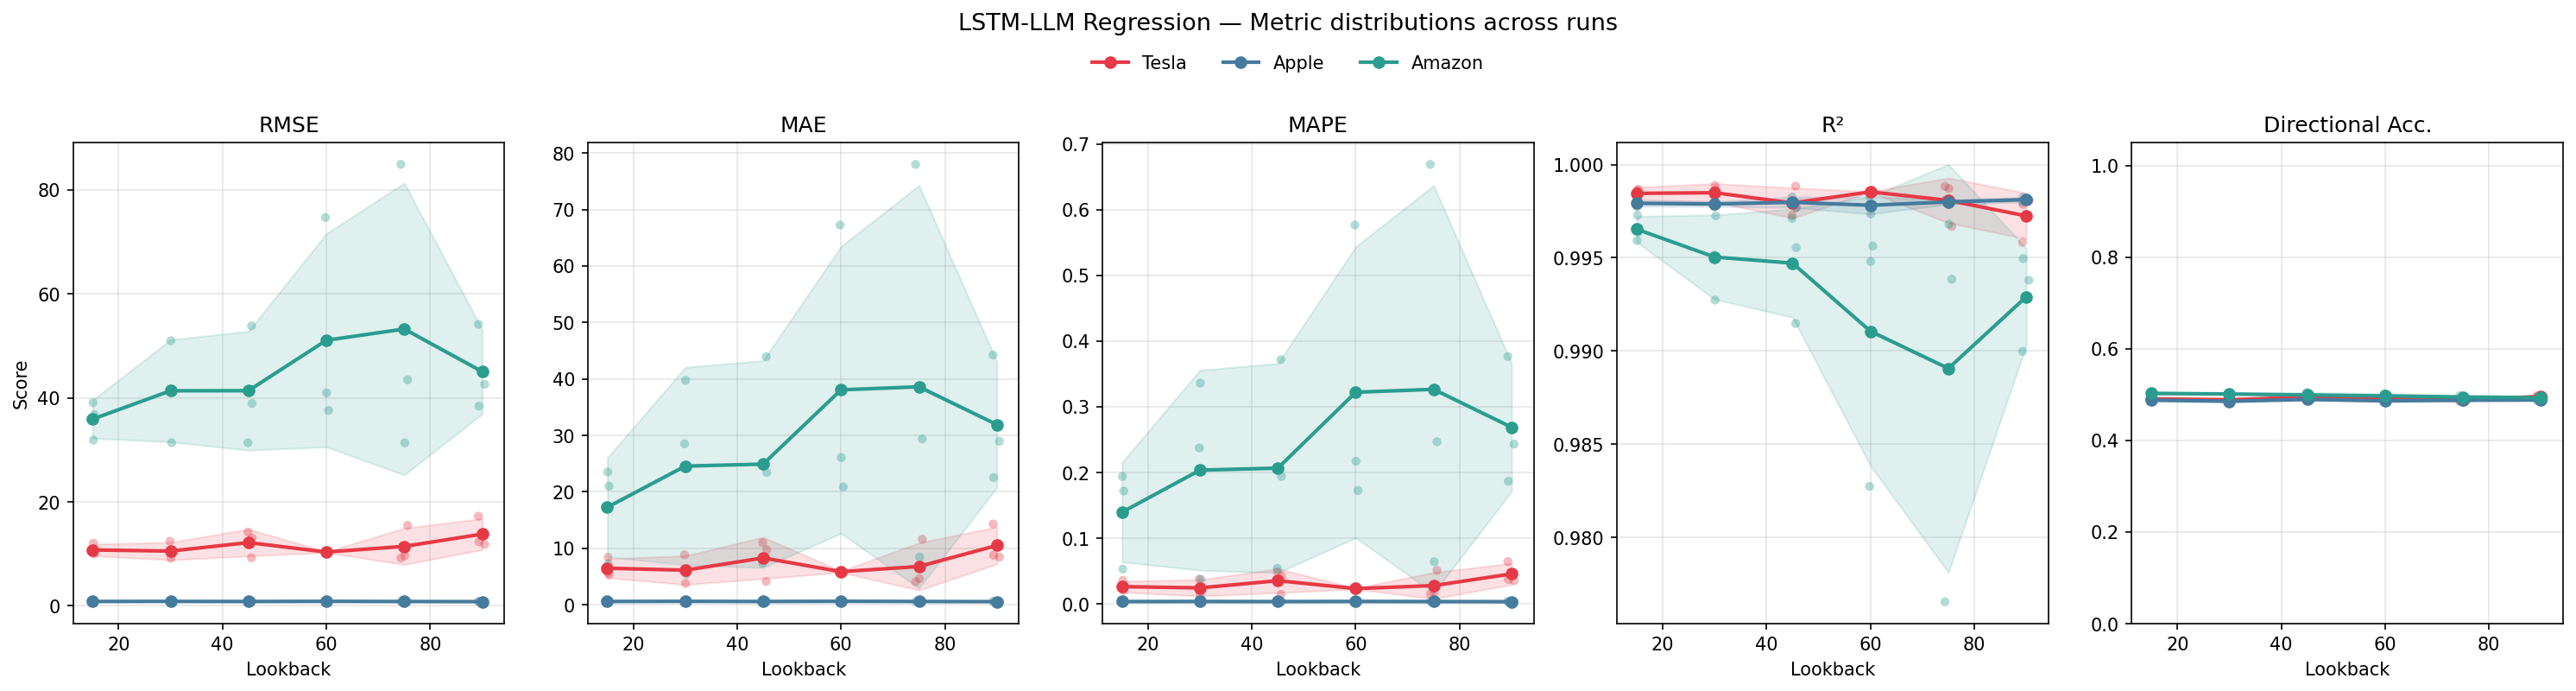 LSTM-LLM Regression — Metric distributions across runs
Tesla Apple Amazon
RMSE
Score
80
60
40
20
0
20 40 60 80
Lookback
MAE
80
70
60
50
40
30
20
10
0
20 40 60 80
Lookback
MAPE
0.7
0.6
0.5
0.4
0.3
0.2
0.1
0.0
20 40 60 80
Lookback
R²
1.000
0.995
0.990
0.985
0.980
20 40 60 80
Lookback
Directional Acc.
1.0
0.8
0.6
0.4
0.2
0.0
20 40 60 80
Lookback